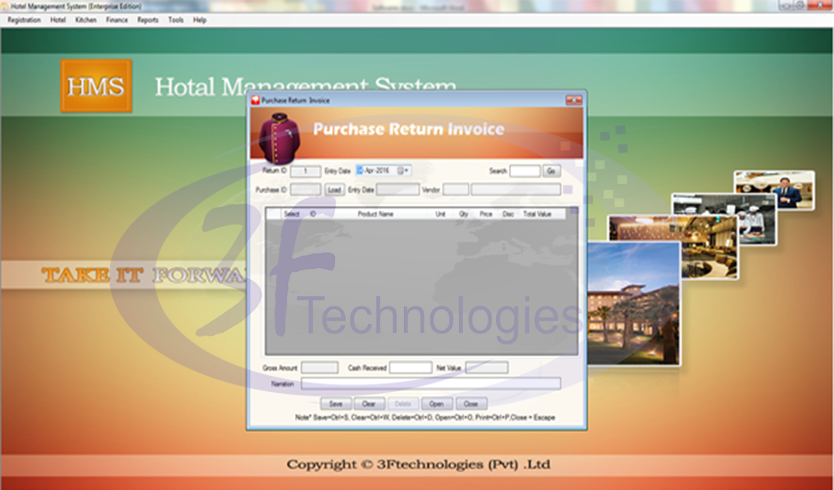 Hotel Management System (Enterprise Edition)
Registration Hotel Kitchen Finance Reports Tools Help
HMS Hotal Management System
Purchase Return Invoice
Purchase Return Invoice
Return ID 1 Entry Date -Apr-2016 Search Go
Purchase ID Load Entry Date Vendor
Select ID Product Name Unit Qty Price Disc Total Value
TAKE IT FORWA
3f Technologies
Gross Amount Cash Received Net Value
Narration
Save Clear Delete Open Close
Note* Save=Ctrl+S, Clear=Ctrl+W, Delete=Ctrl+D, Open=Ctrl+O, Print=Ctrl+P,Close = Escape
Copyright © 3Ftechnologies (Pvt) .Ltd